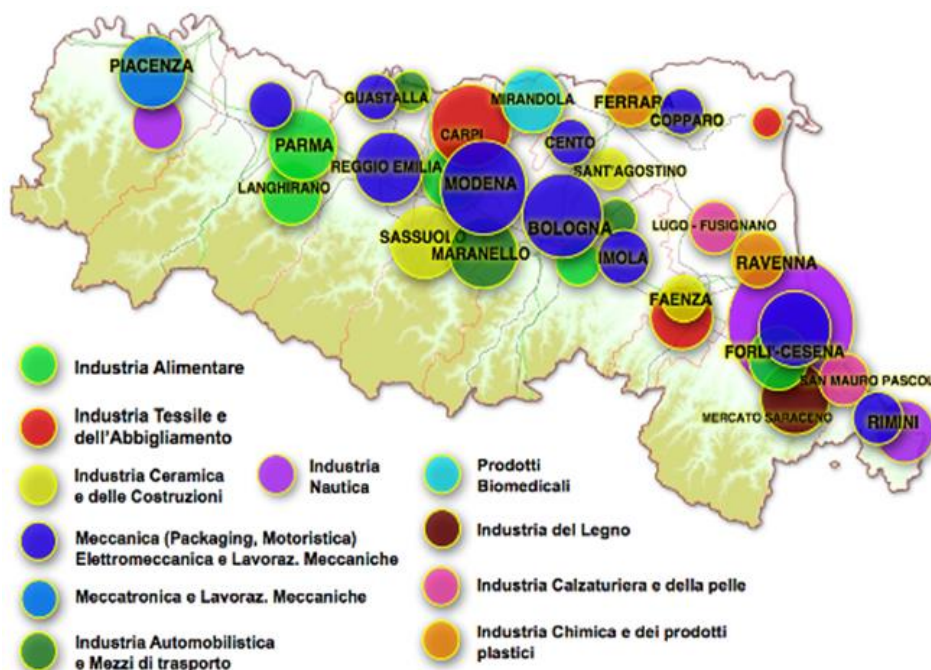 PIACENZA
GUASTALLA
MIRANDOLA
FERRARA
COPPARO
CARPI
CENTO
PARMA
REGGIO EMILIA
SANT'AGOSTINO
LANGHIRANO
MODENA
BOLOGNA
LUGO - FUSIGNANO
SASSUOLO
MARANELLO
IMOLA
RAVENNA
FAENZA
FORLI'-CESENA
SAN MAURO PASCOLI
MERCATO SARACENO
RIMINI
Industria Alimentare
Industria Tessile e
dell'Abbigliamento
Industria Ceramica
e delle Costruzioni
Meccanica (Packaging, Motoristica)
Elettromeccanica e Lavoraz. Meccaniche
Meccatronica e Lavoraz. Meccaniche
Industria Automobilistica
e Mezzi di trasporto
Industria
Nautica
Prodotti
Biomedicali
Industria del Legno
Industria Calzaturiera e della pelle
Industria Chimica e dei prodotti
plastici